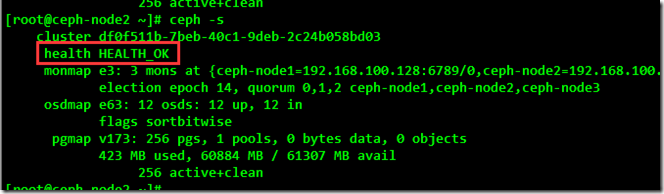 256 active+clean
[root@ceph-node2 ~]# ceph -s
cluster df0f511b-7beb-40c1-9deb-2c24b058bd03
health HEALTH_OK
monmap e3: 3 mons at {ceph-node1=192.168.100.128:6789/0,ceph-node2=192.168.100
election epoch 14, quorum 0,1,2 ceph-node1,ceph-node2,ceph-node3
osdmap e63: 12 osds: 12 up, 12 in
flags sortbitwise
pgmap v173: 256 pgs, 1 pools, 0 bytes data, 0 objects
423 MB used, 60884 MB / 61307 MB avail
256 active+clean
[root@ceph-node2 ~]#